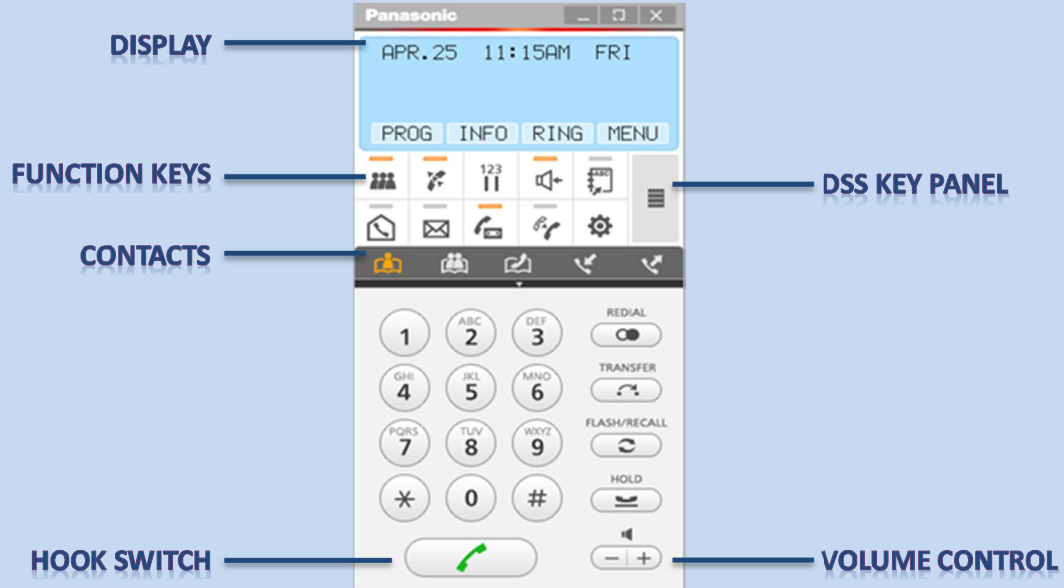 Panasonic
DISPLAY
APR.25 11:15AM FRI
PROG INFO RING MENU
FUNCTION KEYS
123
ABC
DSS KEY PANEL
CONTACTS
REDIAL
1
ABC
2
DEF
3
TRANSFER
GHI
4
JKL
5
MNO
6
FLASH/RECALL
PQRS
7
TUV
8
WXYZ
9
HOLD
* 0 #
HOOK SWITCH
− +
VOLUME CONTROL